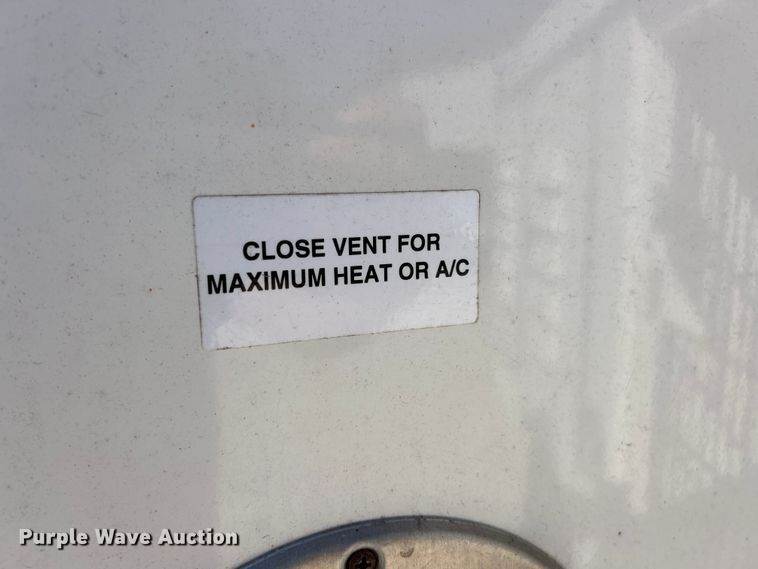 CLOSE VENT FOR
MAXIMUM HEAT OR A/C
Purple Wave Auction